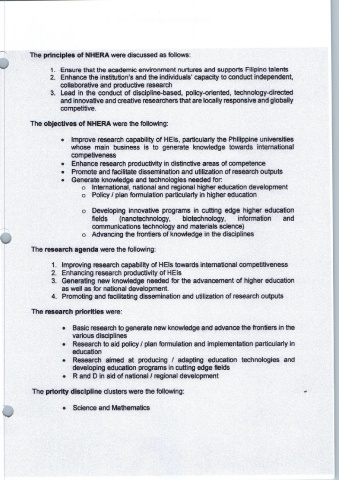 The principles of NHERA were discussed as follows:
1. Ensure that the academic environment nurtures and supports Filipino talents
2. Enhance the institution's and the individuals' capacity to conduct independent,
collaborative and productive research
3. Lead in the conduct of discipline-based, policy-oriented, technology-directed
and innovative and creative researchers that are locally responsive and globally
competitive.
The objectives of NHERA were the following:
• Improve research capability of HEIs, particularly the Philippine universities
whose main business is to generate knowledge towards international
competiveness
• Enhance research productivity in distinctive areas of competence
• Promote and facilitate dissemination and utilization of research outputs
• Generate knowledge and technologies needed for:
o International, national and regional higher education development
o Policy / plan formulation particularly in higher education
o Developing innovative programs in cutting edge higher education
fields (nanotechnology, biotechnology, information and
communications technology and materials science)
o Advancing the frontiers of knowledge in the disciplines
The research agenda were the following:
1. Improving research capability of HEIs towards international competitiveness
2. Enhancing research productivity of HEIs
3. Generating new knowledge needed for the advancement of higher education
as well as for national development.
4. Promoting and facilitating dissemination and utilization of research outputs
The research priorities were:
• Basic research to generate new knowledge and advance the frontiers in the
various disciplines
• Research to aid policy / plan formulation and implementation particularly in
education
• Research aimed at producing / adapting education technologies and
developing education programs in cutting edge fields
• R and D in aid of national / regional development
The priority discipline clusters were the following:
• Science and Mathematics